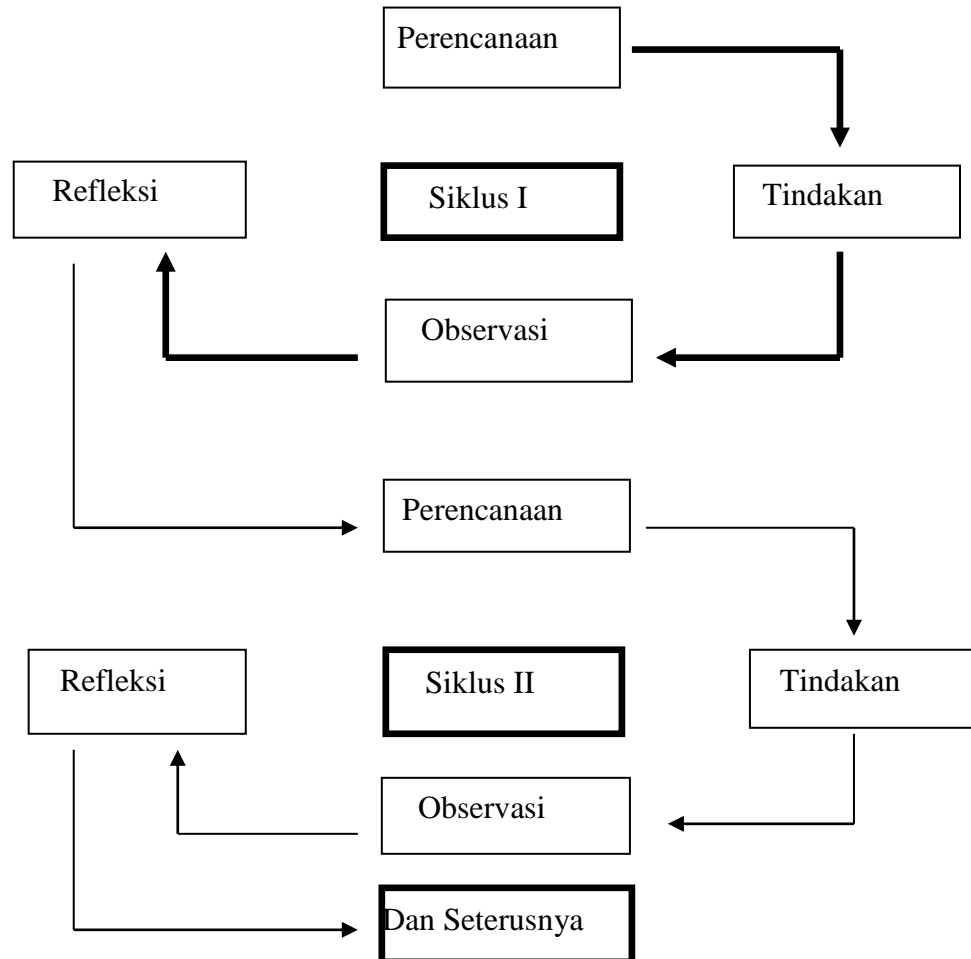 Perencanaan
Refleksi
Siklus I
Tindakan
Observasi
Perencanaan
Refleksi
Siklus II
Tindakan
Observasi
Dan Seterusnya